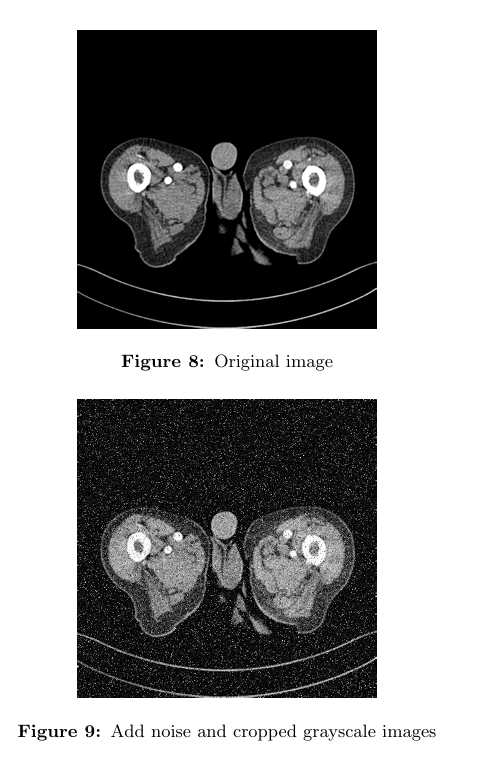 Figure 8: Original image
Figure 9: Add noise and cropped grayscale images